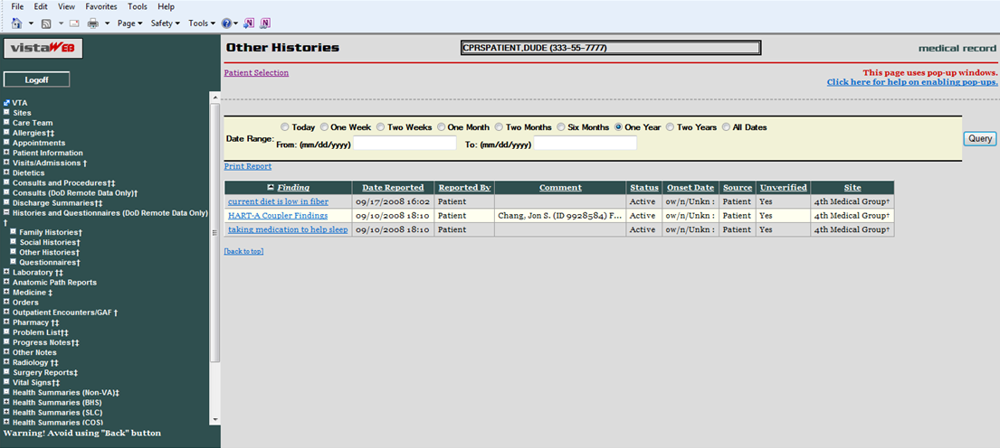 File Edit View Favorites Tools Help
Page Safety Tools
vistaWEB
Other Histories
CPRSPATIENT,DUDE (333-55-7777)
medical record
Logoff
Patient Selection
This page uses pop-up windows.
Click here for help on enabling pop-ups.
VTA
Sites
Care Team
Allergies†‡
Appointments
Patient Information
Visits/Admissions †
Dietetics
Consults and Procedures†‡
Consults (DoD Remote Data Only)†
Discharge Summaries†‡
Histories and Questionnaires (DoD Remote Data Only)
†
Family Histories†
Social Histories†
Other Histories†
Questionnaires†
Laboratory †‡
Anatomic Path Reports
Medicine ‡
Orders
Outpatient Encounters/GAF †
Pharmacy †‡
Problem List†‡
Progress Notes†‡
Other Notes
Radiology †‡
Surgery Reports‡
Vital Signs†‡
Health Summaries (Non-VA)‡
Health Summaries (BHS)
Health Summaries (SLC)
Health Summaries (COS)
Warning! Avoid using "Back" button
Today One Week Two Weeks One Month Two Months Six Months One Year Two Years All Dates
Date Range: From: (mm/dd/yyyy) To: (mm/dd/yyyy)
Query
Print Report
Finding Date Reported Reported By Comment Status Onset Date Source Unverified Site
current diet is low in fiber 09/17/2008 16:02 Patient Active ow/n/Unkn : Patient Yes 4th Medical Group†
HART-A Coupler Findings 09/10/2008 18:10 Patient Chang, Jon S. (ID 9928584) F... Active ow/n/Unkn : Patient Yes 4th Medical Group†
taking medication to help sleep 09/10/2008 18:10 Patient Active ow/n/Unkn : Patient Yes 4th Medical Group†
[back to top]